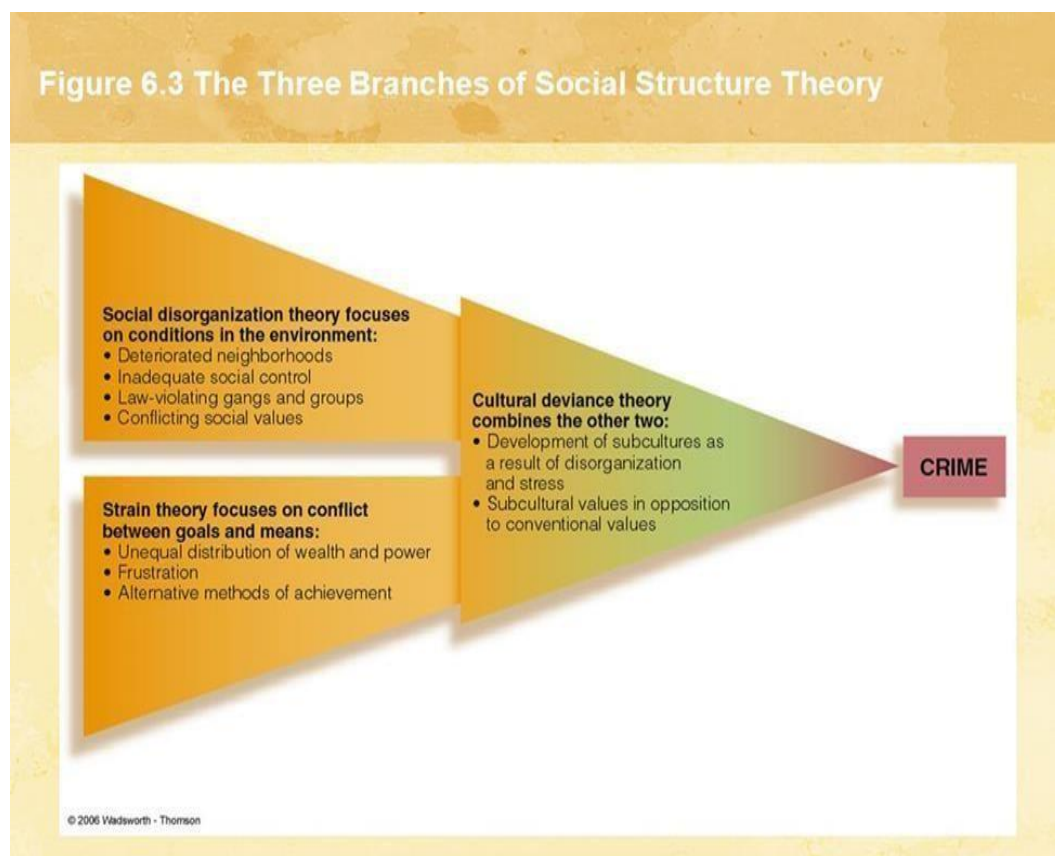 Figure 6.3 The Three Branches of Social Structure Theory
Social disorganization theory focuses
on conditions in the environment:
• Deteriorated neighborhoods
• Inadequate social control
• Law-violating gangs and groups
• Conflicting social values
Strain theory focuses on conflict
between goals and means:
• Unequal distribution of wealth and power
• Frustration
• Alternative methods of achievement
Cultural deviance theory
combines the other two:
• Development of subcultures as
a result of disorganization
and stress
• Subcultural values in opposition
to conventional values
CRIME
© 2006 Wadsworth - Thomson